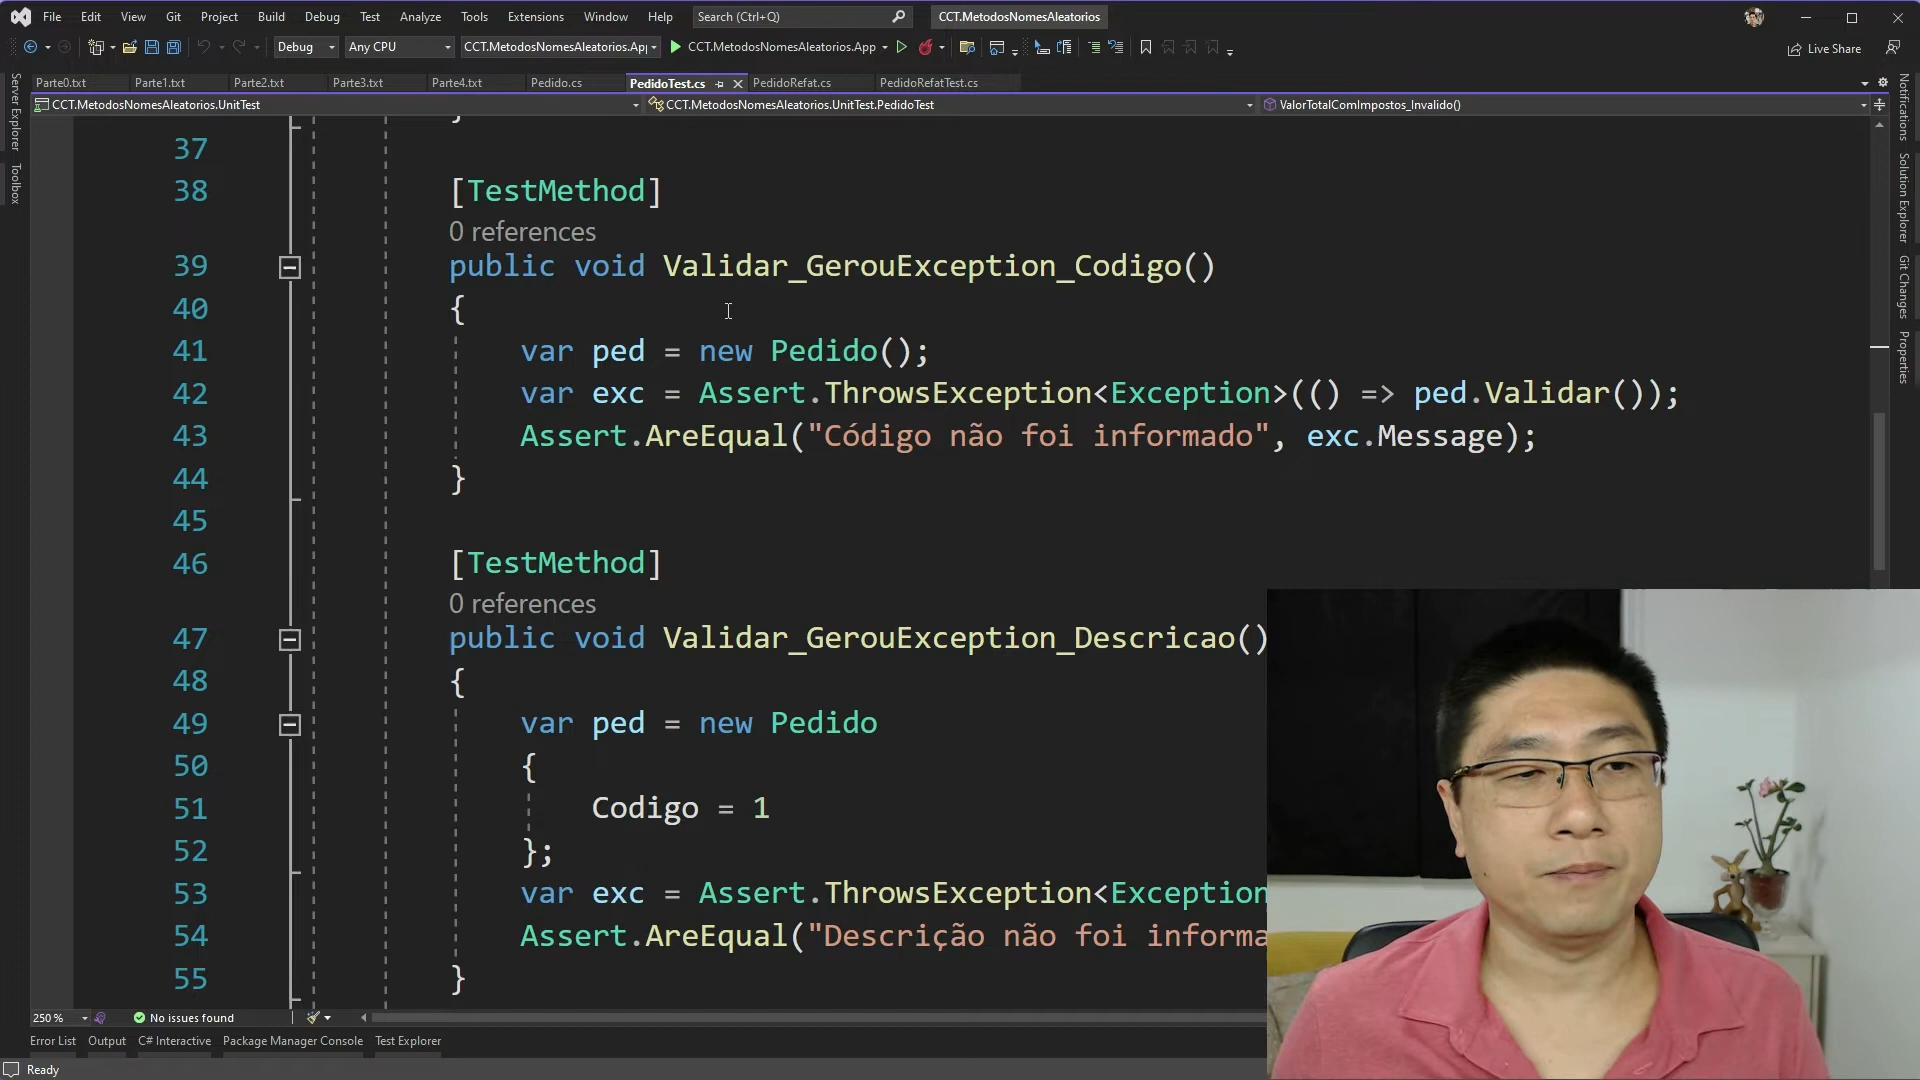 File Edit View Git Project Build Debug Test Analyze Tools Extensions Window Help Search (Ctrl+Q) CCT.MetodosNomesAleatorios
Debug Any CPU CCT.MetodosNomesAleatorios.App CCT.MetodosNomesAleatorios.App Live Share
Parte0.txt Parte1.txt Parte2.txt Parte3.txt Parte4.txt Pedido.cs PedidoTest.cs PedidoRefat.cs PedidoRefatTest.cs
CCT.MetodosNomesAleatorios.UnitTest CCT.MetodosNomesAleatorios.UnitTest.PedidoTest ValorTotalComImpostos_Invalido()
Server Explorer
Toolbox
}
37
38 [TestMethod]
0 references
39 public void Validar_GerouException_Codigo()
40 {
41 var ped = new Pedido();
42 var exc = Assert.ThrowsException<Exception>(() => ped.Validar());
43 Assert.AreEqual("Código não foi informado", exc.Message);
44 }
45
46 [TestMethod]
0 references
47 public void Validar_GerouException_Descricao()
48 {
49 var ped = new Pedido
50 {
51 Codigo = 1
52 };
53 var exc = Assert.ThrowsException<Exception
54 Assert.AreEqual("Descrição não foi informa
55 }
Notifications
Solution Explorer
Git Changes
Properties
250 % No issues found
Error List Output C# Interactive Package Manager Console Test Explorer
Ready